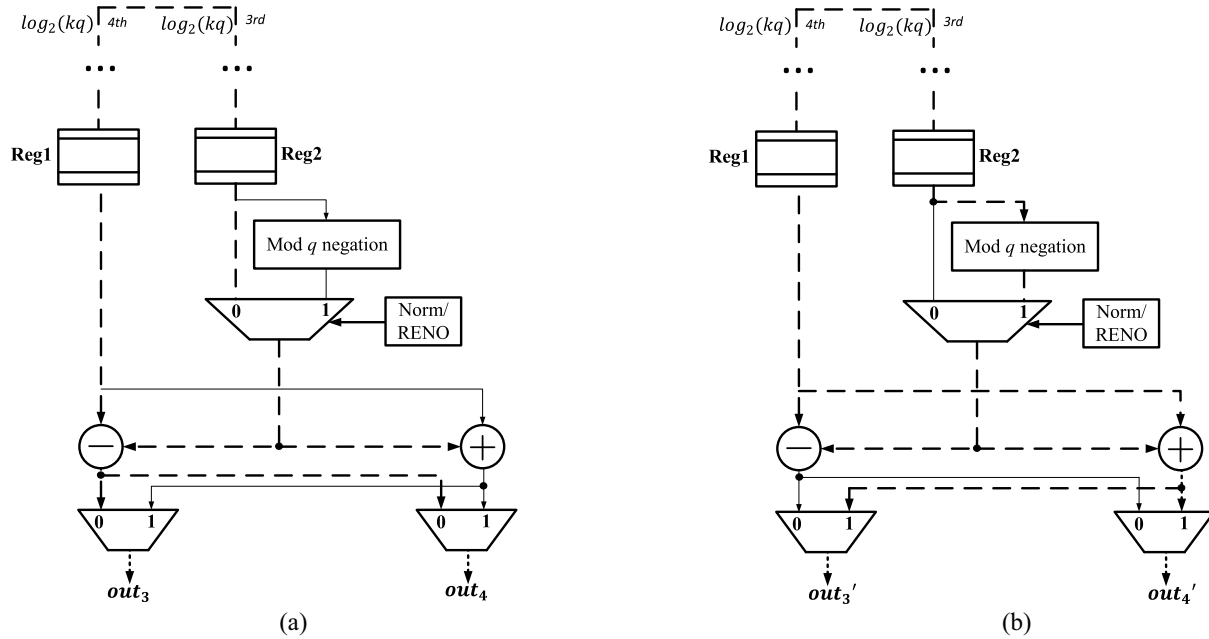 log₂(kq) 4th log₂(kq) 3rd
...
...
Reg1
Reg2
Mod q negation
0 1
Norm/
RENO
− +
0 1
0 1
out₃
out₄
(a)
log₂(kq) 4th log₂(kq) 3rd
...
...
Reg1
Reg2
Mod q negation
0 1
Norm/
RENO
− +
0 1
0 1
out₃′
out₄′
(b)